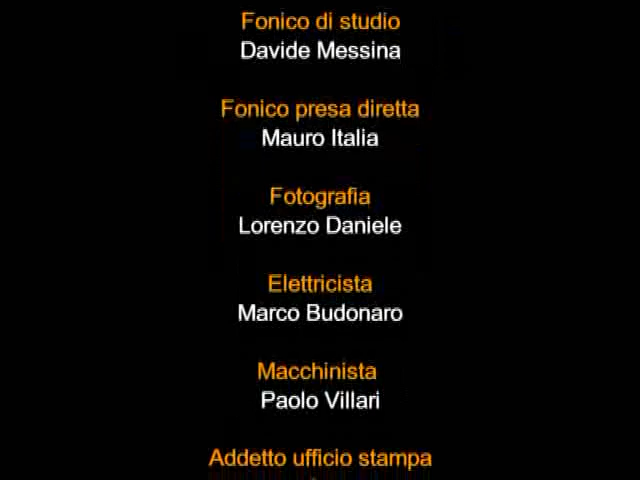 Fonico di studio
Davide Messina
Fonico presa diretta
Mauro Italia
Fotografia
Lorenzo Daniele
Elettricista
Marco Budonaro
Macchinista
Paolo Villari
Addetto ufficio stampa